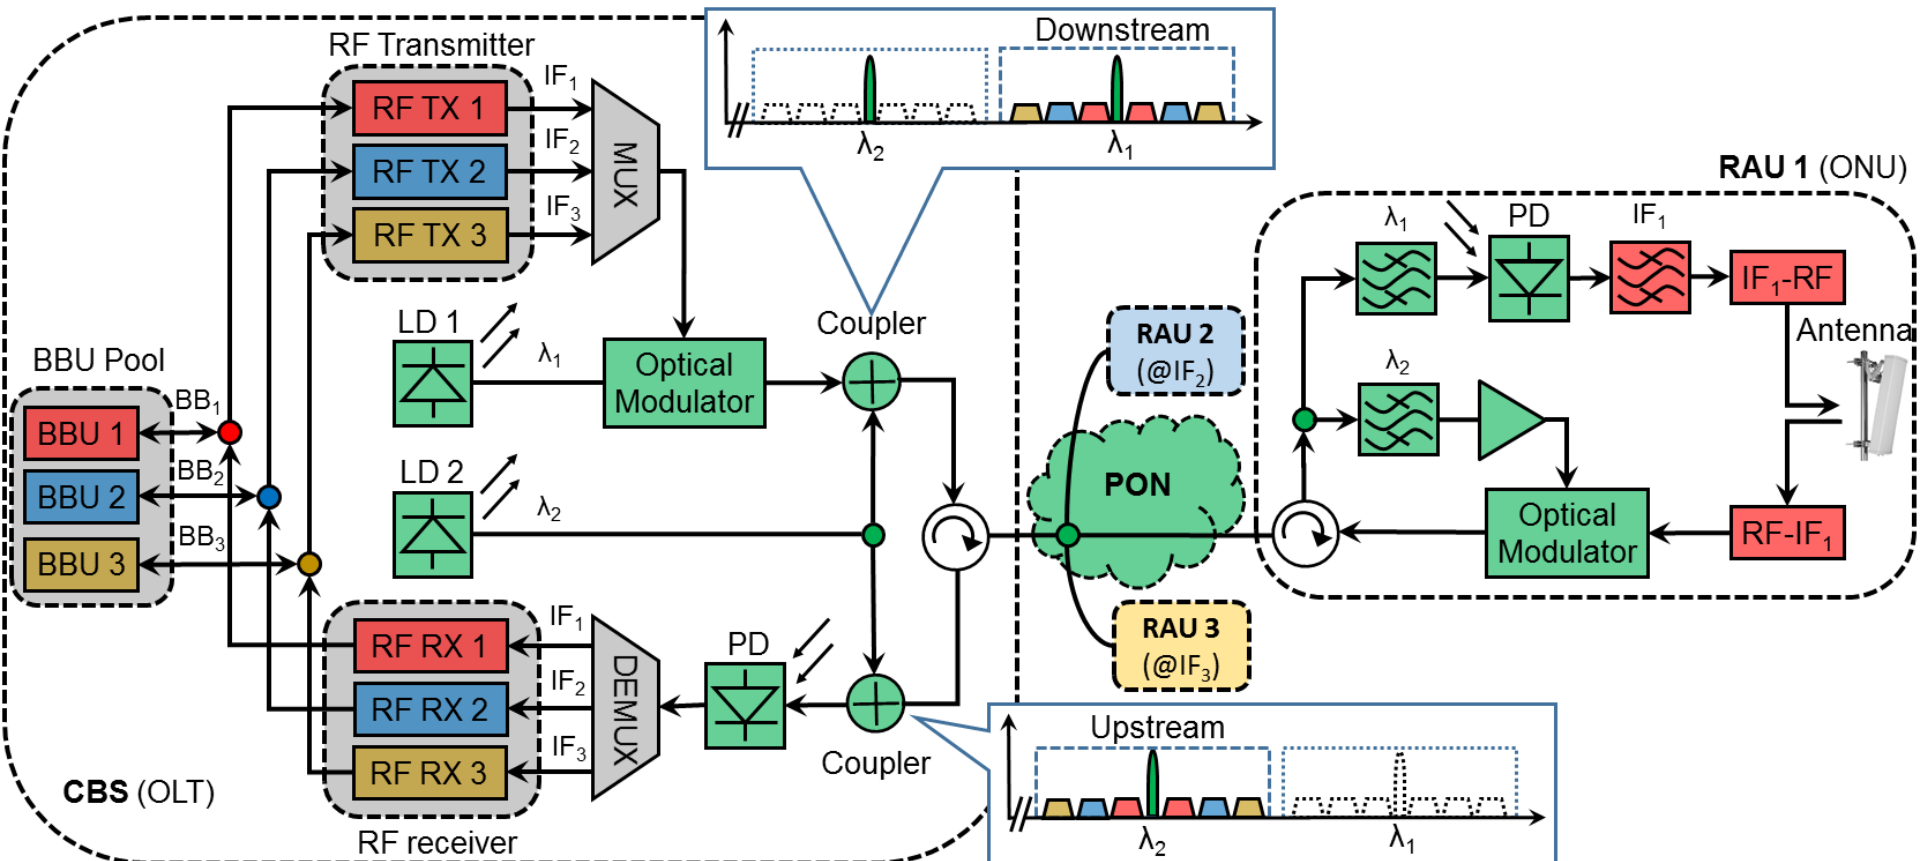 RF Transmitter
RF TX 1
RF TX 2
RF TX 3
IF1
IF2
IF3
MUX
Downstream
λ2
λ1
LD 1
λ1
Optical
Modulator
Coupler
BBU Pool
BBU 1
BBU 2
BBU 3
BB1
BB2
BB3
LD 2
λ2
RF RX 1
RF RX 2
RF RX 3
RF receiver
IF1
IF2
IF3
DEMUX
PD
Coupler
CBS (OLT)
RAU 2
(@IF2)
PON
RAU 3
(@IF3)
Upstream
λ2
λ1
RAU 1 (ONU)
λ1
PD
IF1
IF1-RF
Antenna
λ2
Optical
Modulator
RF-IF1